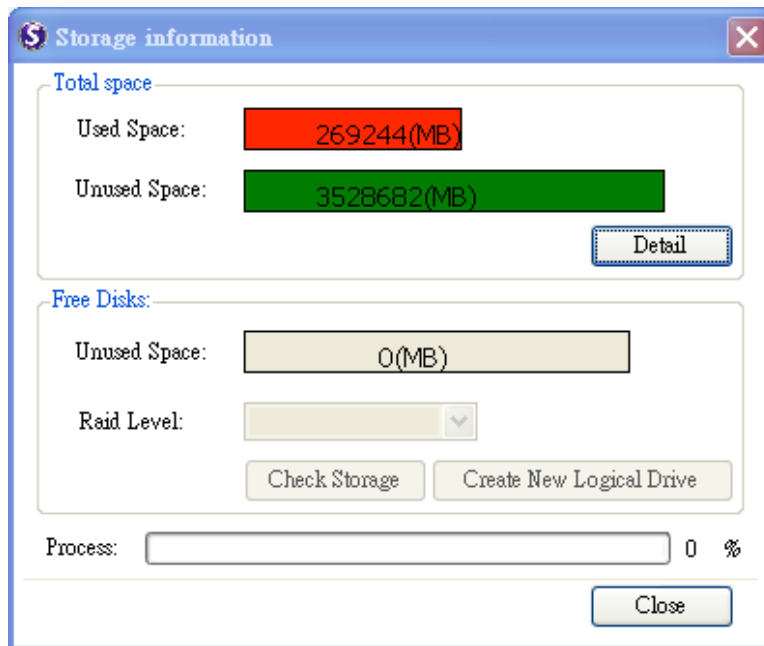 S Storage information
Total space
Used Space: 269244(MB)
Unused Space: 3528682(MB)
Detail
Free Disks:
Unused Space: 0(MB)
Raid Level:
Check Storage Create New Logical Drive
Process: 0 %
Close